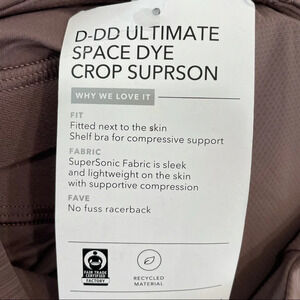 D-DD ULTIMATE
SPACE DYE
CROP SUPRSON
WHY WE LOVE IT
FIT
Fitted next to the skin
Shelf bra for compressive support
FABRIC
SuperSonic Fabric is sleek
and lightweight on the skin
with supportive compression
FAVE
No fuss racerback
FAIR TRADE
CERTIFIED
FACTORY
RECYCLED
MATERIAL